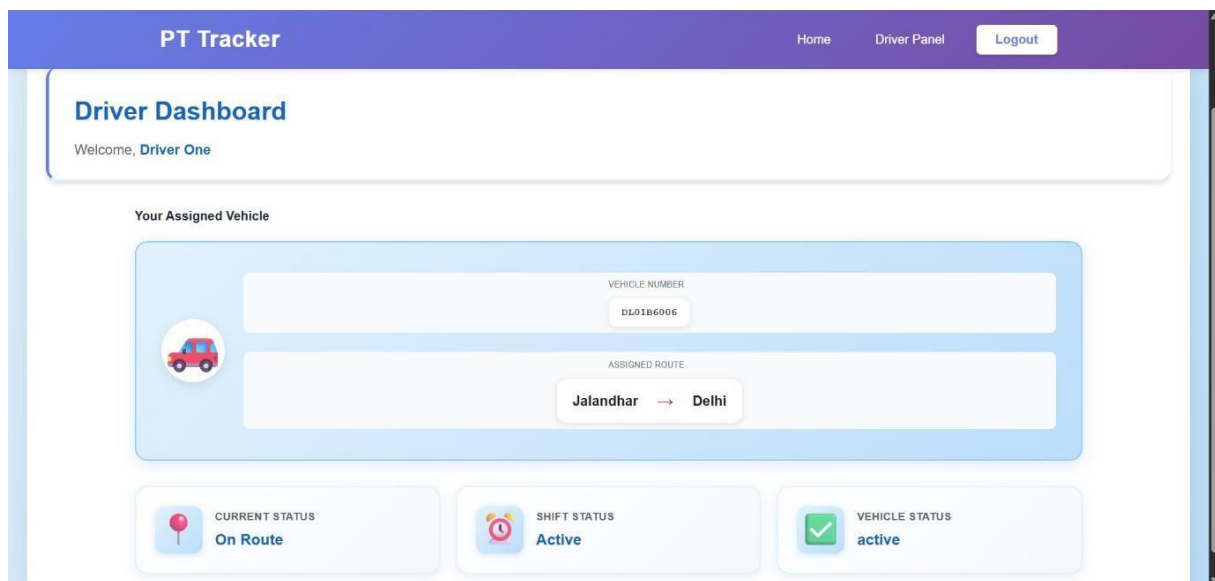 PT Tracker
Home
Driver Panel
Logout
Driver Dashboard
Welcome, Driver One
Your Assigned Vehicle
VEHICLE NUMBER
DL01B6006
ASSIGNED ROUTE
Jalandhar → Delhi
CURRENT STATUS
On Route
SHIFT STATUS
Active
VEHICLE STATUS
active